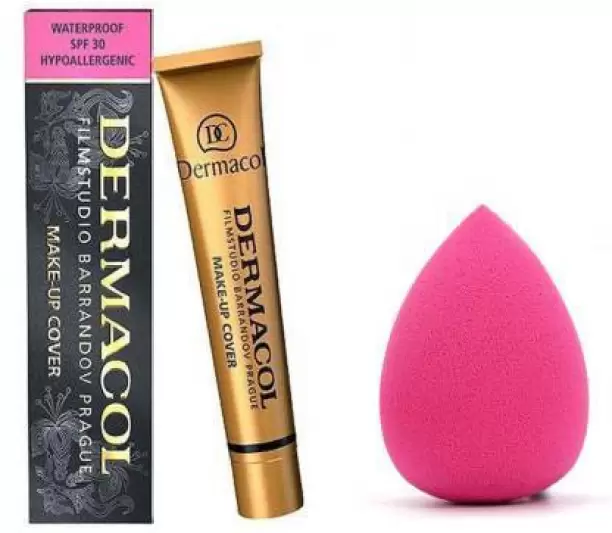 WATERPROOF
SPF 30
HYPOALLERGENIC
DERMACOL
FILMSTUDIO BARRANDOV PRAGUE
MAKE-UP COVER
DC
Dermacol
DERMACOL
FILMSTUDIO BARRANDOV PRAGUE
MAKE-UP COVER